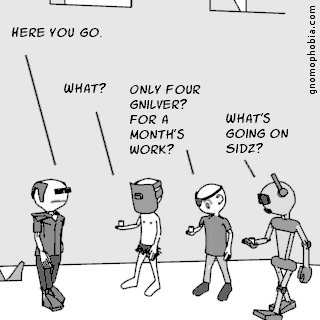 HERE YOU GO.
WHAT?
ONLY FOUR
GNILVER?
FOR A
MONTH'S
WORK?
WHAT'S
GOING ON
SIDZ?
gnomophobia.com